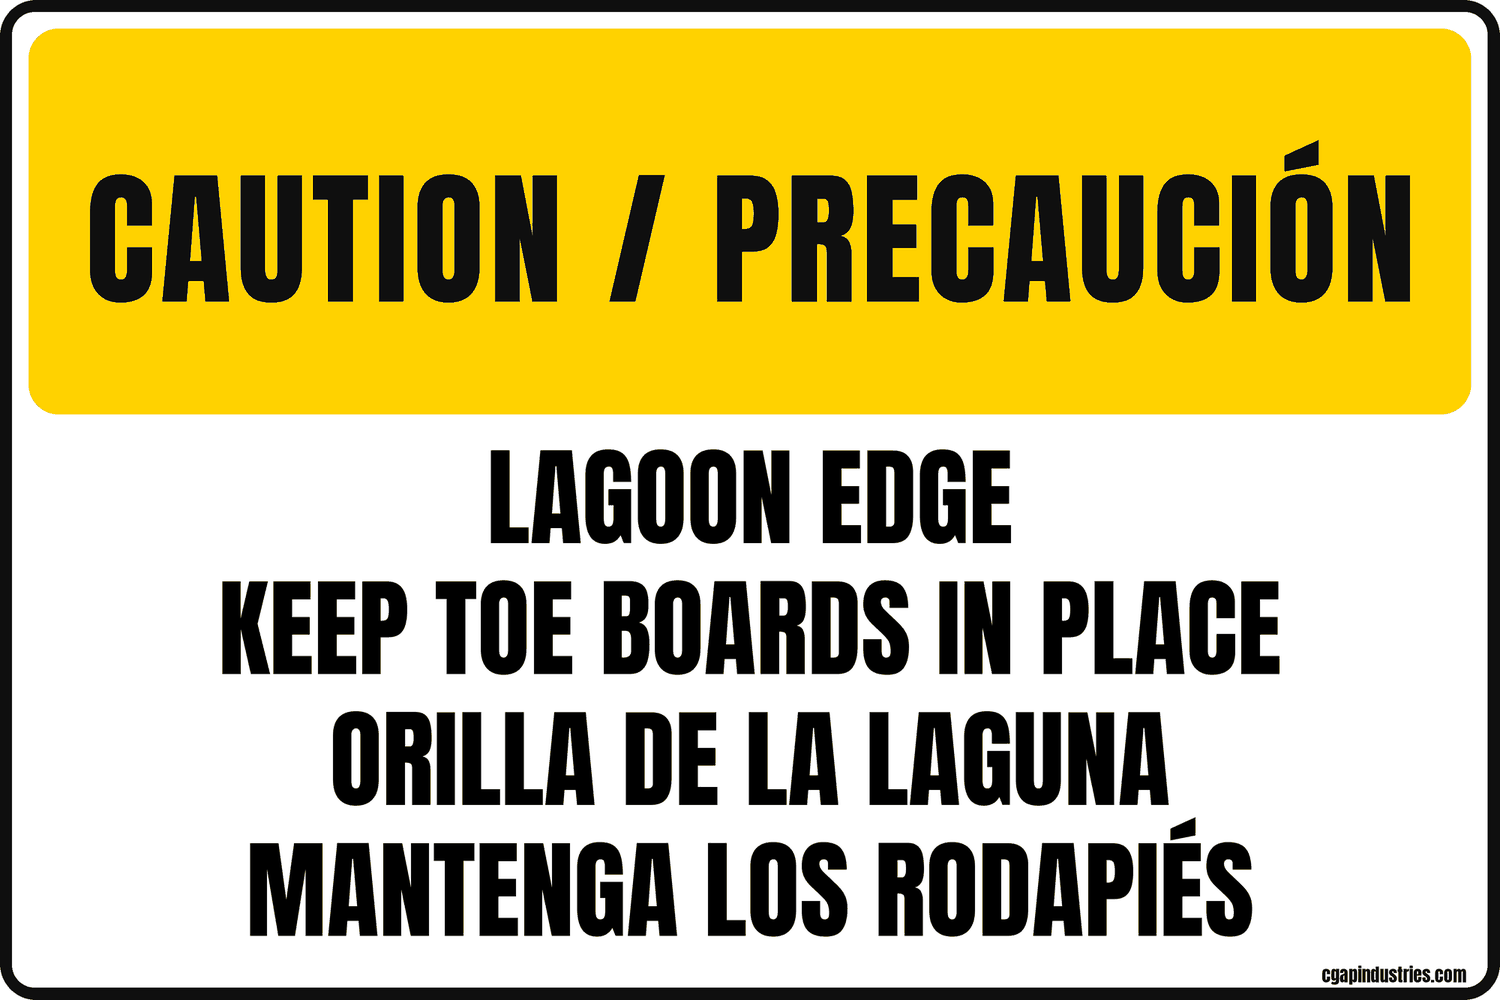 CAUTION / PRECAUCIÓN
LAGOON EDGE
KEEP TOE BOARDS IN PLACE
ORILLA DE LA LAGUNA
MANTENGA LOS RODAPIÉS
cgapindustries.com